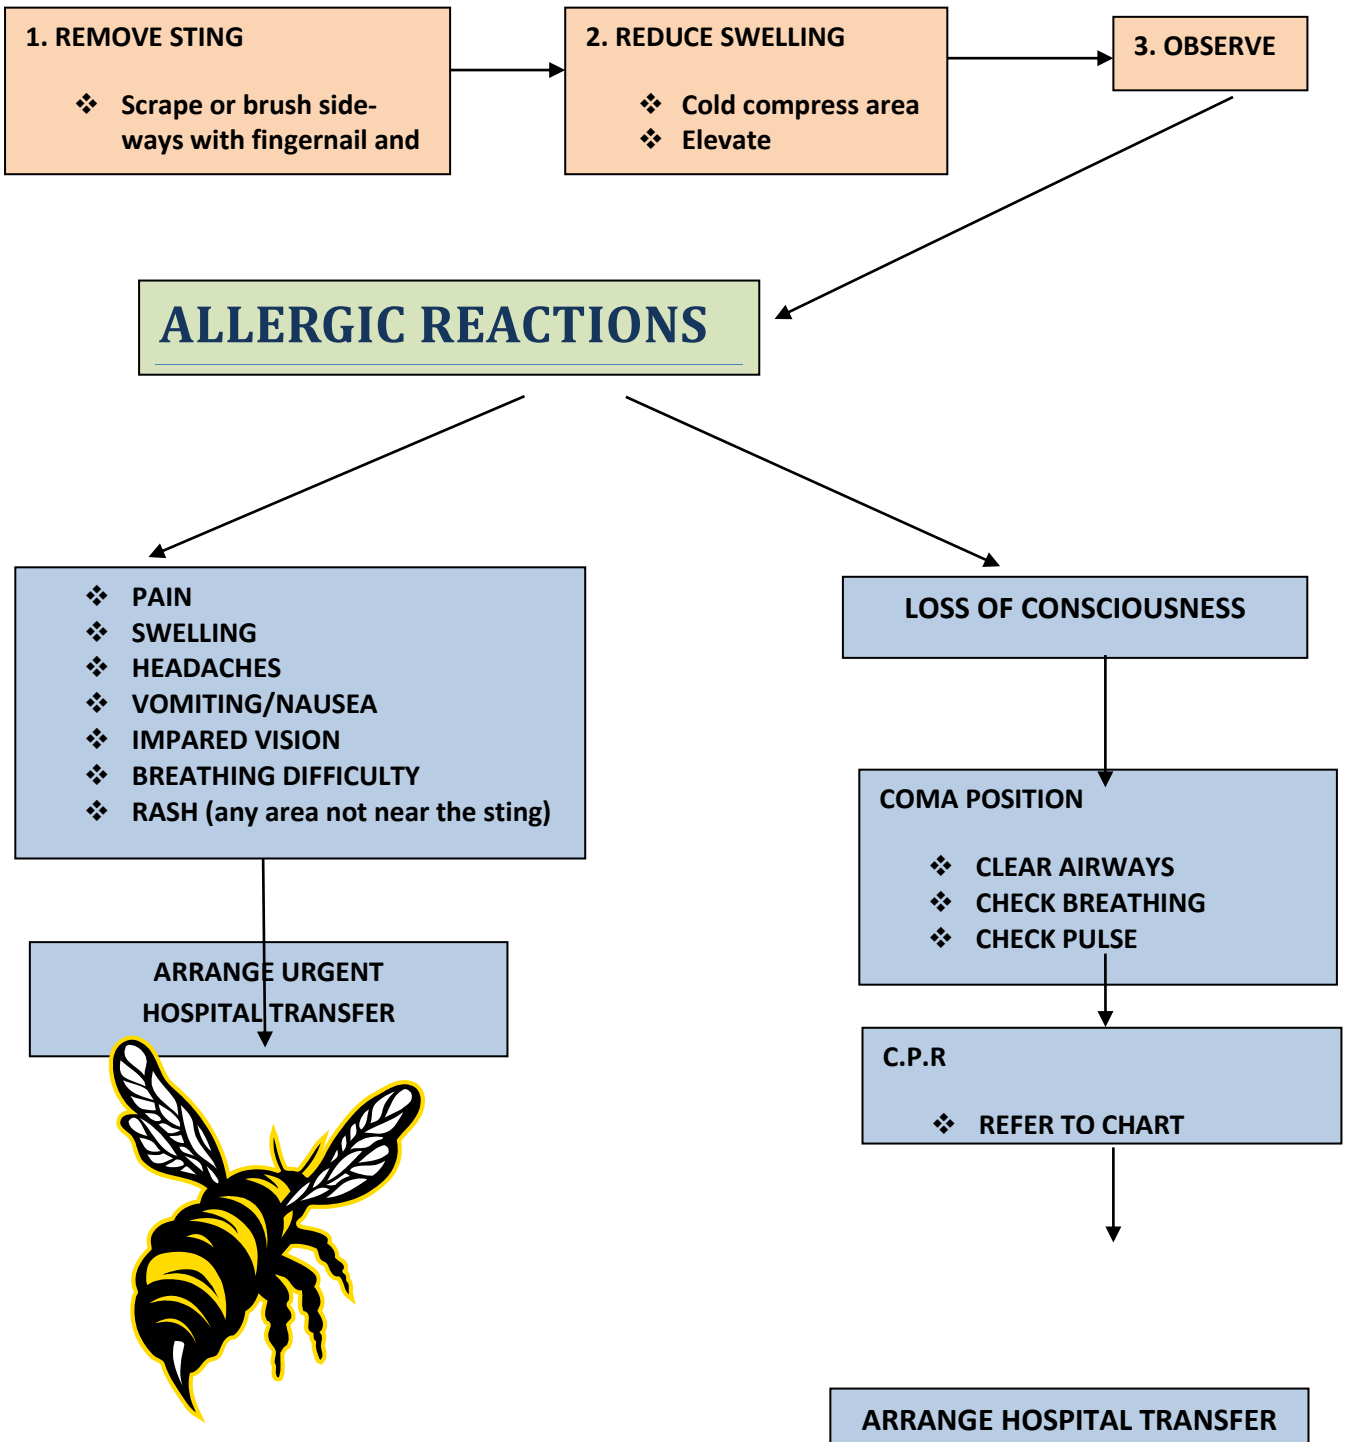 1. REMOVE STING
❖ Scrape or brush side-
ways with fingernail and
2. REDUCE SWELLING
❖ Cold compress area
❖ Elevate
3. OBSERVE
ALLERGIC REACTIONS
❖ PAIN
❖ SWELLING
❖ HEADACHES
❖ VOMITING/NAUSEA
❖ IMPARED VISION
❖ BREATHING DIFFICULTY
❖ RASH (any area not near the sting)
ARRANGE URGENT
HOSPITAL TRANSFER
LOSS OF CONSCIOUSNESS
COMA POSITION
❖ CLEAR AIRWAYS
❖ CHECK BREATHING
❖ CHECK PULSE
C.P.R
❖ REFER TO CHART
ARRANGE HOSPITAL TRANSFER